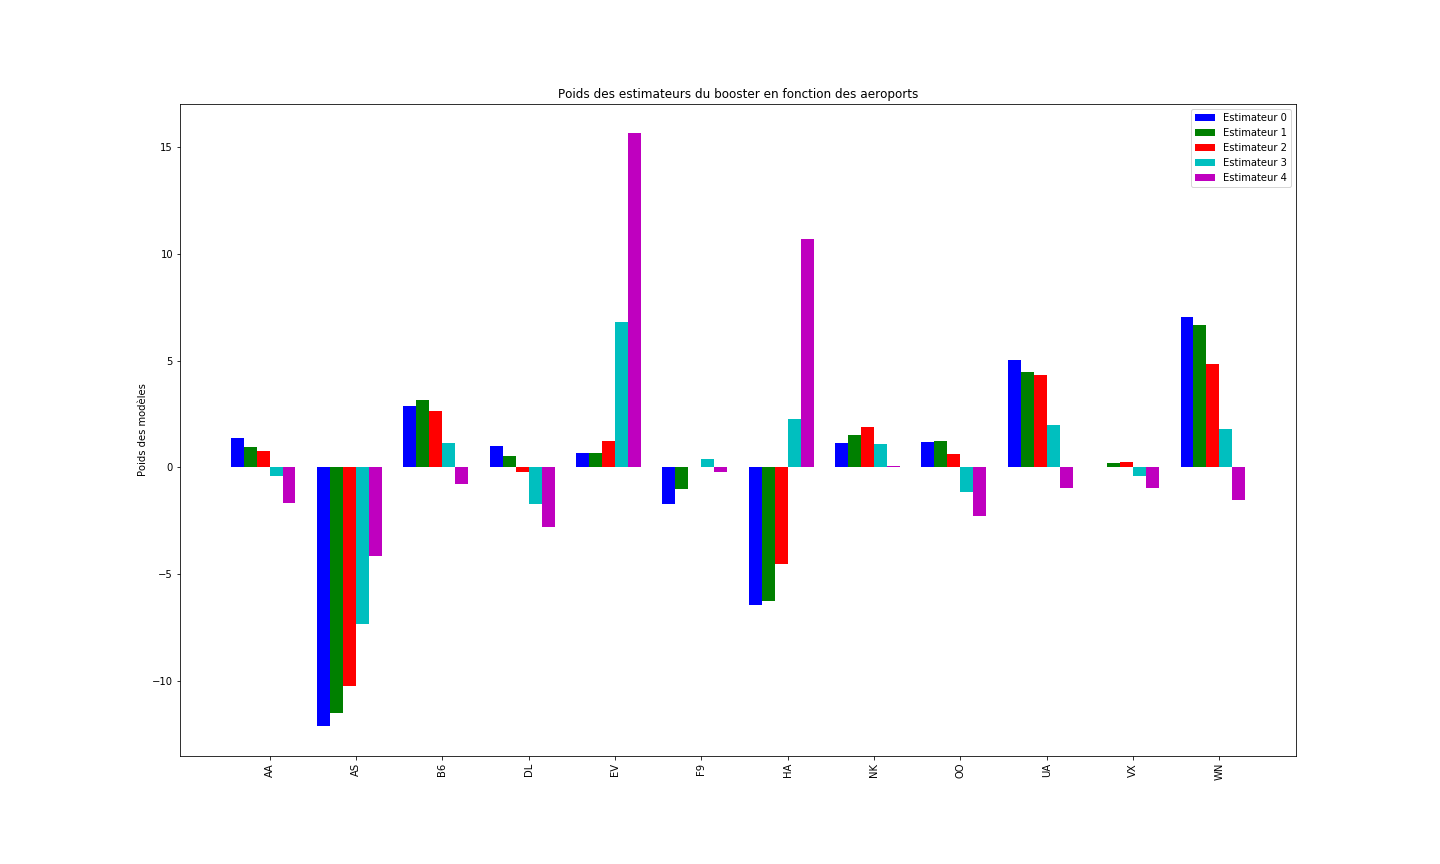 Poids des estimateurs du booster en fonction des aeroports
Estimateur 0
Estimateur 1
Estimateur 2
Estimateur 3
Estimateur 4
Poids des modèles
15
10
5
0
−5
−10
AA
AS
B6
DL
EV
F9
HA
NK
OO
UA
VX
WN